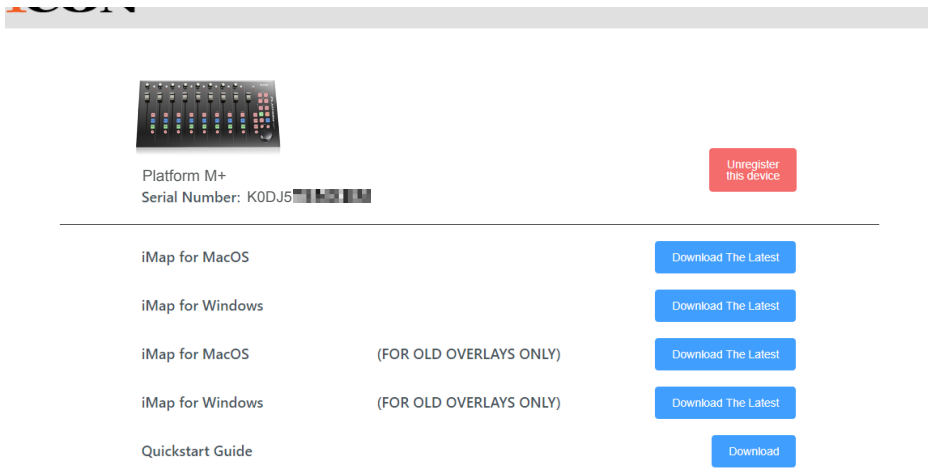 iCON
Platform M+
Serial Number: K0DJ5
Unregister
this device
iMap for MacOS
Download The Latest
iMap for Windows
Download The Latest
iMap for MacOS (FOR OLD OVERLAYS ONLY)
Download The Latest
iMap for Windows (FOR OLD OVERLAYS ONLY)
Download The Latest
Quickstart Guide
Download